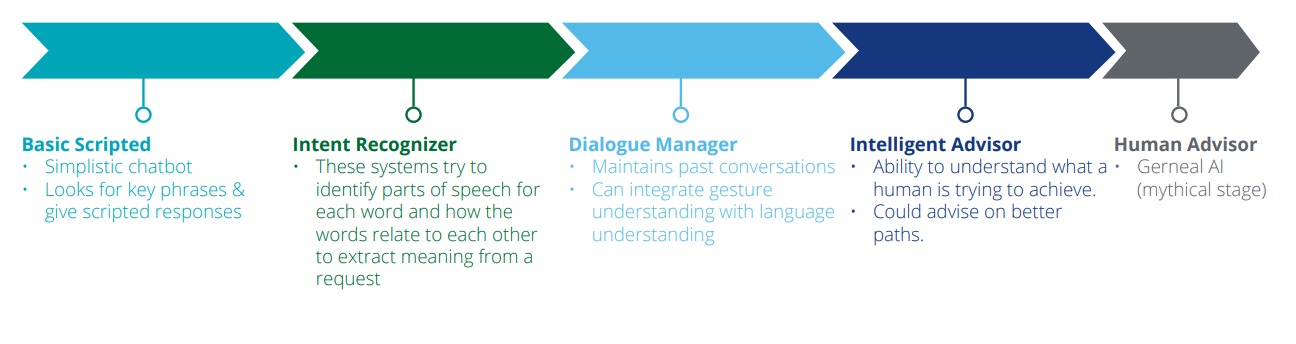 Basic Scripted
• Simplistic chatbot
• Looks for key phrases &
give scripted responses
Intent Recognizer
• These systems try to
identify parts of speech for
each word and how the
words relate to each other
to extract meaning from a
request
Dialogue Manager
• Maintains past conversations
• Can integrate gesture
understanding with language
understanding
Intelligent Advisor
• Ability to understand what a
human is trying to achieve.
• Could advise on better
paths.
Human Advisor
• Gerneal AI
(mythical stage)